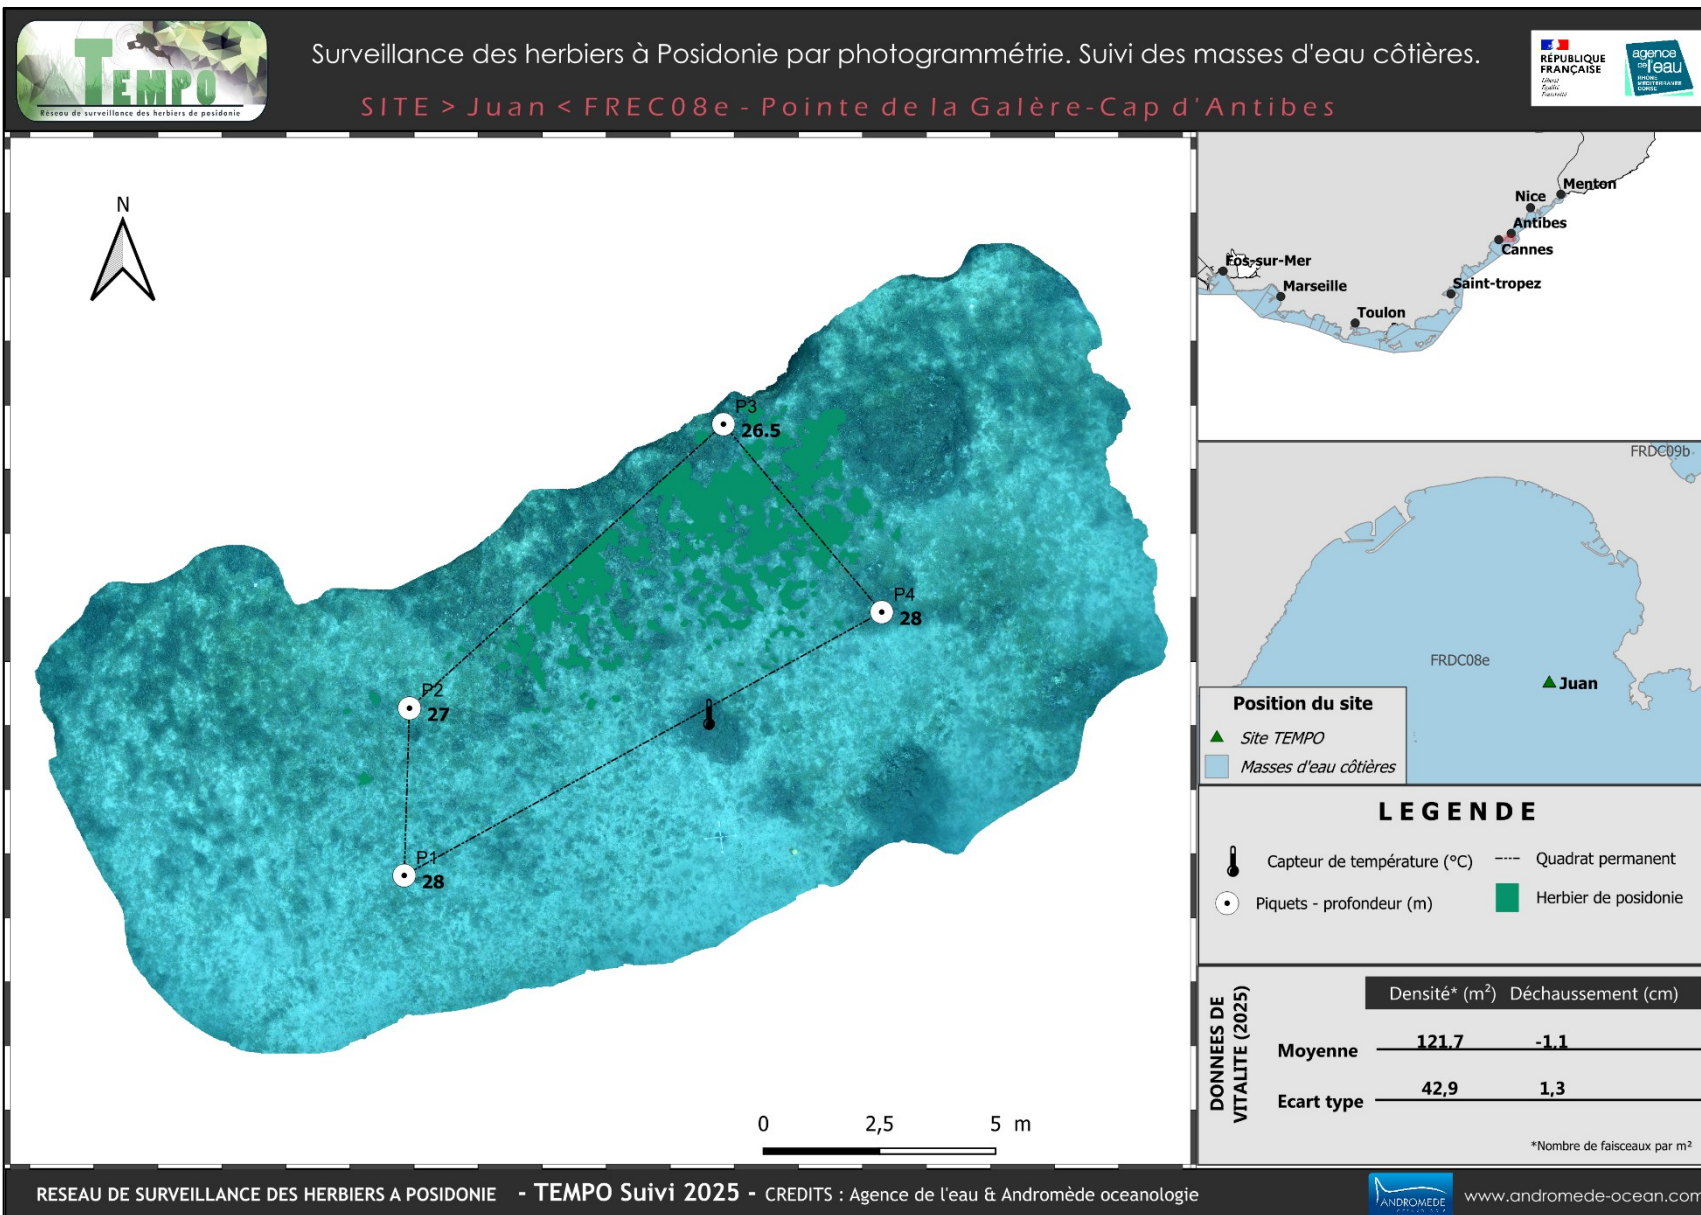 TEMPO
Réseau de surveillance des herbiers de posidonie
Surveillance des herbiers à Posidonie par photogrammétrie. Suivi des masses d'eau côtières.
SITE > Juan < FREC08e - Pointe de la Galère-Cap d'Antibes
RÉPUBLIQUE
FRANÇAISE
Liberté
Égalité
Fraternité
agence
de l'eau
RHÔNE
MÉDITERRANÉE
CORSE
N
P3
26.5
P4
28
P2
27
P1
28
0 2,5 5 m
Menton
Nice
Antibes
Cannes
Fos-sur-Mer
Marseille
Saint-tropez
Toulon
FRDC09b
FRDC08e
Juan
Position du site
Site TEMPO
Masses d'eau côtières
LEGENDE
Capteur de température (°C)
Quadrat permanent
Piquets - profondeur (m)
Herbier de posidonie
DONNEES DE
VITALITE (2025)
Densité* (m²) Déchaussement (cm)
Moyenne 121,7 -1,1
Ecart type 42,9 1,3
*Nombre de faisceaux par m²
RESEAU DE SURVEILLANCE DES HERBIERS A POSIDONIE - TEMPO Suivi 2025 - CREDITS : Agence de l'eau & Andromède oceanologie
ANDROMEDE
www.andromede-ocean.com